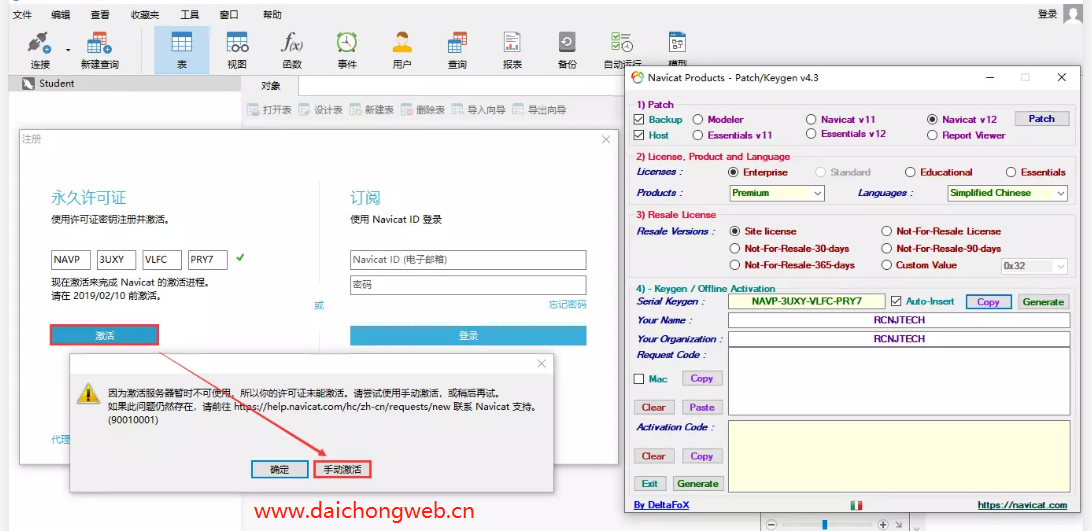 文件 编辑 查看 收藏夹 工具 窗口 帮助 登录
连接 新建查询 表 视图 函数 事件 用户 查询 报表 备份 自动运行 模型
Student 对象
打开表 设计表 新建表 删除表 导入向导 导出向导
注册
永久许可证
使用许可证密钥注册并激活。
NAVP 3UXY VLFC PRY7
现在激活来完成 Navicat 的激活进程。
请在 2019/02/10 前激活。
激活
或
订阅
使用 Navicat ID 登录
Navicat ID (电子邮箱)
密码
忘记密码
登录
代理
因为激活服务器暂时不可使用，所以你的许可证未能激活。请尝试使用手动激活，或稍后再试。
如果此问题仍然存在，请前往 https://help.navicat.com/hc/zh-cn/requests/new 联系 Navicat 支持。
(90010001)
确定 手动激活
www.daichongweb.cn
Navicat Products - Patch/Keygen v4.3
1) Patch
Backup Modeler Navicat v11 Navicat v12 Patch
Host Essentials v11 Essentials v12 Report Viewer
2) License, Product and Language
Licenses : Enterprise Standard Educational Essentials
Products : Premium Languages : Simplified Chinese
3) Resale License
Resale Versions : Site license Not-For-Resale License
Not-For-Resale-30-days Not-For-Resale-90-days
Not-For-Resale-365-days Custom Value 0x32
4) - Keygen / Offline Activation
Serial Keygen : NAVP-3UXY-VLFC-PRY7 Auto-Insert Copy Generate
Your Name : RCNJTECH
Your Organization : RCNJTECH
Request Code :
Mac Copy
Clear Paste
Activation Code :
Clear Copy
Exit Generate
By DeltaFoX https://navicat.com